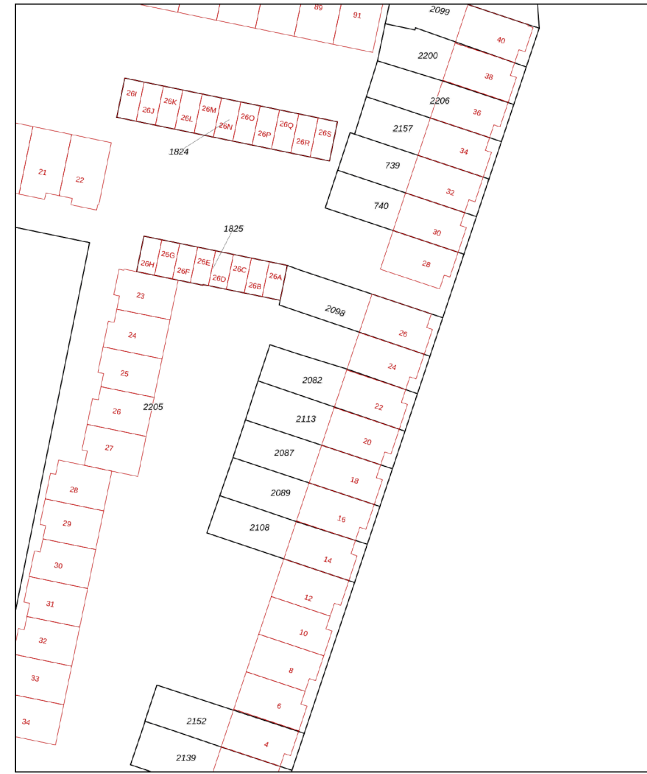 89
91
2099
40
2200
38
26I
26K
26J
26M
26L
26O
26N
26Q
26P
26S
26R
2206
36
2157
34
1824
739
32
21
22
740
30
1825
28
26G
26H
26E
26F
26C
26D
26A
26B
23
2098
26
24
24
25
2082
22
26
2205
2113
20
27
2087
18
28
2089
16
29
2108
14
30
12
31
10
32
8
33
6
34
2152
4
2139